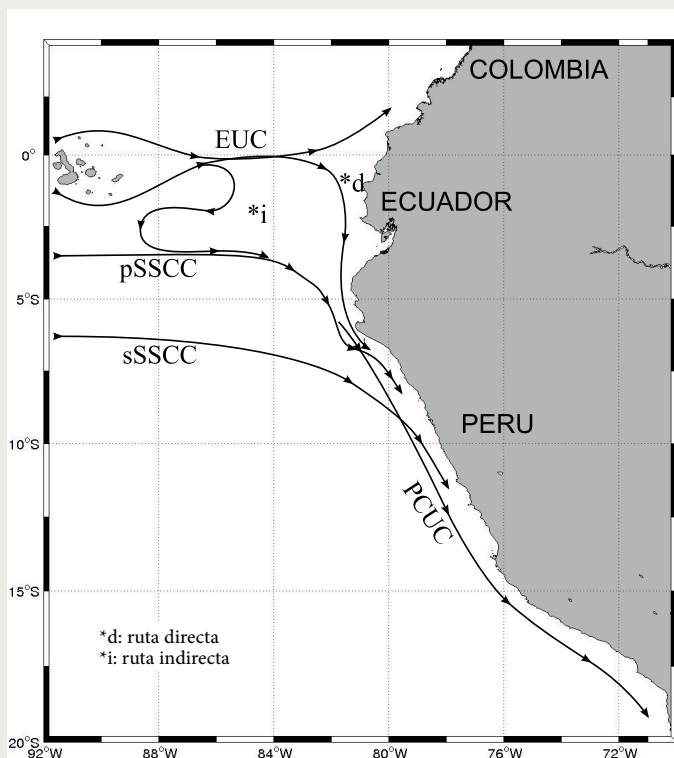 COLOMBIA
EUC
0°
*d
ECUADOR
*i
pSSCC
5°S
sSSCC
PERU
10°S
PCUC
15°S
*d: ruta directa
*i: ruta indirecta
20°S
92°W 88°W 84°W 80°W 76°W 72°W